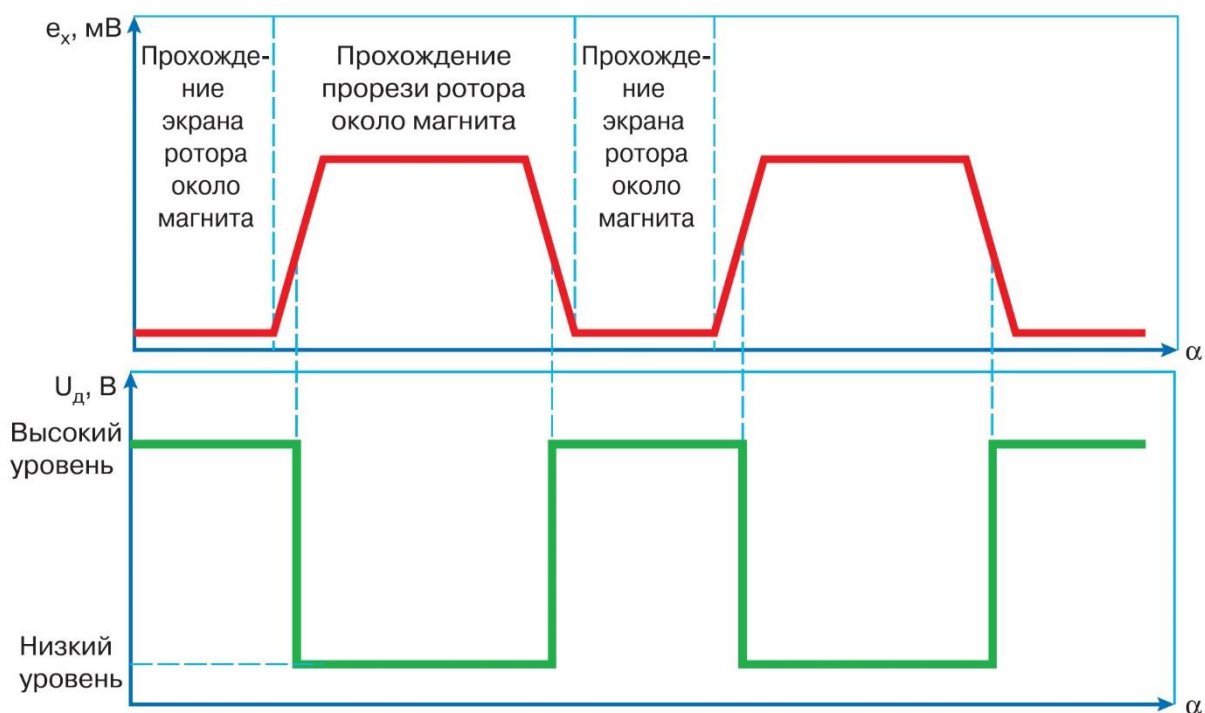 eₓ, мВ
Прохожде-
ние
экрана
ротора
около
магнита
Прохождение
прорези ротора
около магнита
Прохожде-
ние
экрана
ротора
около
магнита
α
Uд, В
Высокий
уровень
Низкий
уровень
α